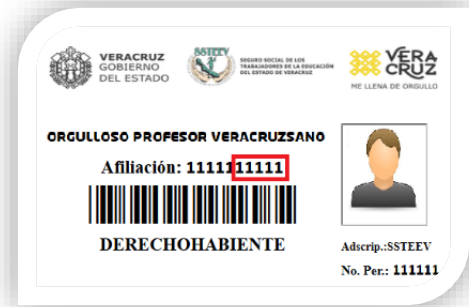 VERACRUZ
GOBIERNO
DEL ESTADO
SSTEEV
SEGURO SOCIAL DE LOS
TRABAJADORES DE LA EDUCACIÓN
DEL ESTADO DE VERACRUZ
VERA
CRUZ
ME LLENA DE ORGULLO
ORGULLOSO PROFESOR VERACRUZSANO
Afiliación: 1111111111
DERECHOHABIENTE
Adscrip.:SSTEEV
No. Per.: 111111